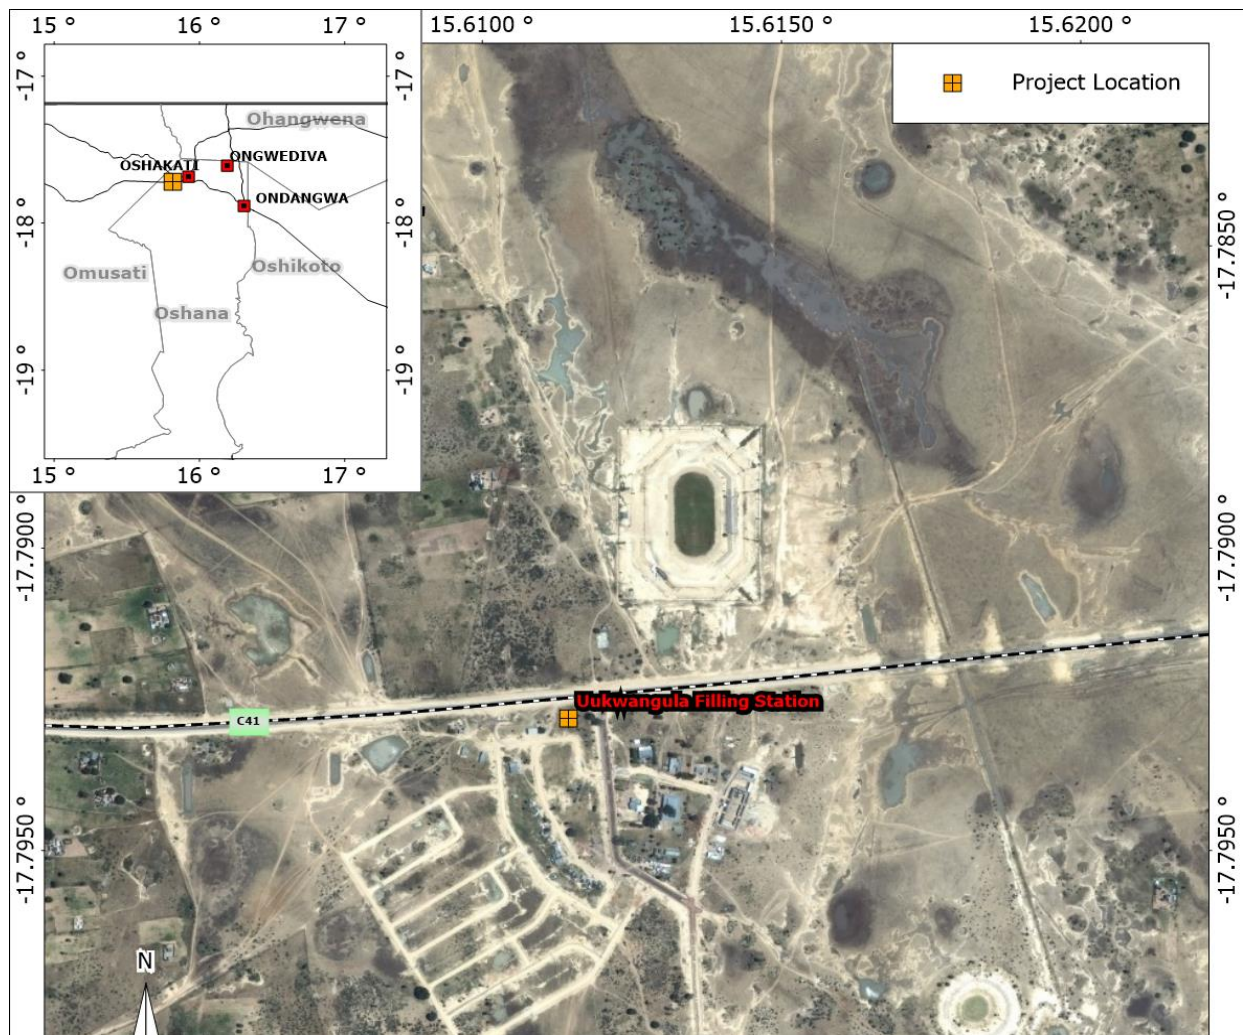 15 °
16 °
17 °
15.6100 °
15.6150 °
15.6200 °
Project Location
-17 °
-17 °
Ohangwena
OSHAKATI
ONGWEDIVA
ONDANGWA
-18 °
-18 °
Omusati
Oshikoto
Oshana
-19 °
-19 °
15 °
16 °
17 °
-17.7850 °
-17.7900 °
-17.7900 °
Uukwangula Filling Station
C41
-17.7950 °
-17.7950 °
N